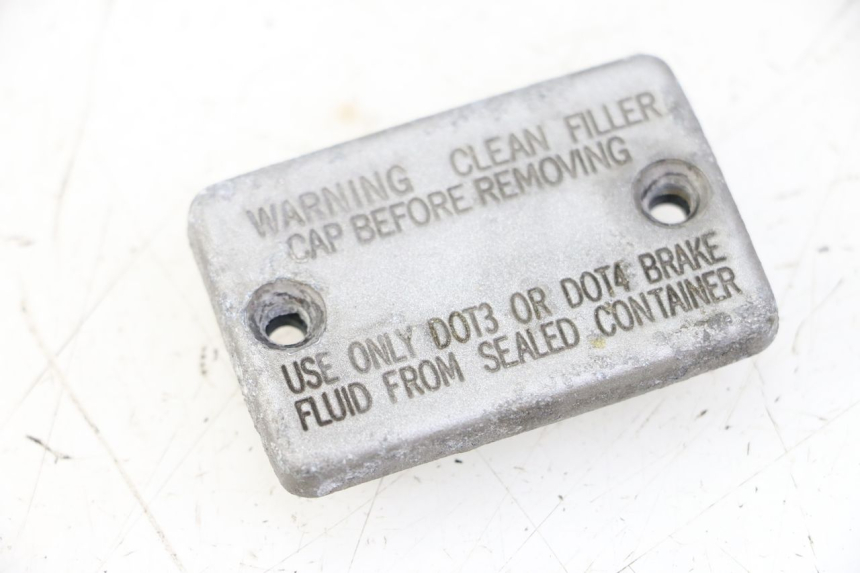 WARNING CLEAN FILLER
CAP BEFORE REMOVING
USE ONLY DOT3 OR DOT4 BRAKE
FLUID FROM SEALED CONTAINER